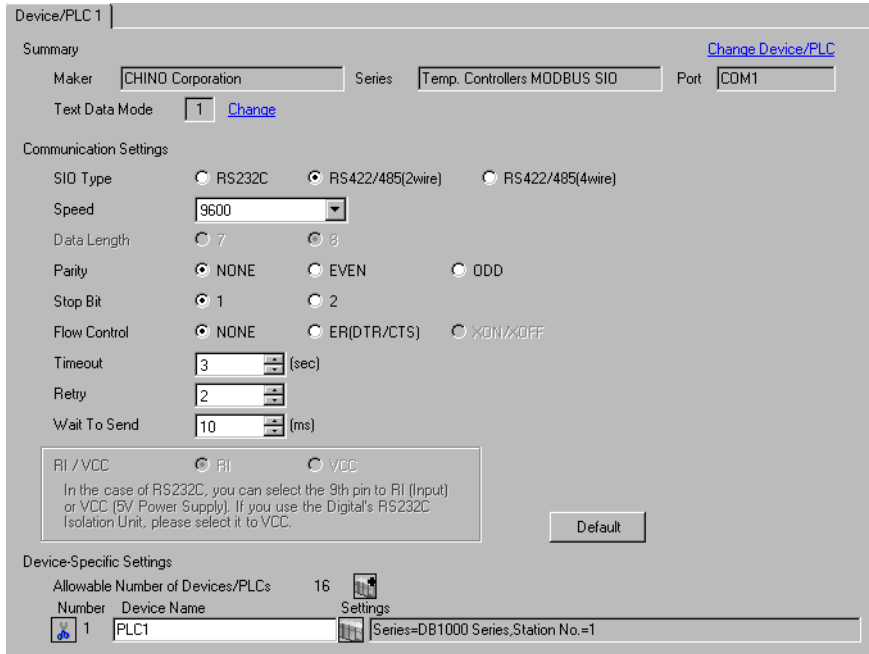 Device/PLC 1
Summary Change Device/PLC
Maker CHINO Corporation Series Temp. Controllers MODBUS SIO Port COM1
Text Data Mode 1 Change
Communication Settings
SIO Type RS232C RS422/485(2wire) RS422/485(4wire)
Speed 9600
Data Length 7 8
Parity NONE EVEN ODD
Stop Bit 1 2
Flow Control NONE ER(DTR/CTS) XON/XOFF
Timeout 3 (sec)
Retry 2
Wait To Send 10 (ms)
RI / VCC RI VCC
In the case of RS232C, you can select the 9th pin to RI (Input)
or VCC (5V Power Supply). If you use the Digital's RS232C
Isolation Unit, please select it to VCC.
Default
Device-Specific Settings
Allowable Number of Devices/PLCs 16
Number Device Name Settings
1 PLC1 Series=DB1000 Series,Station No.=1